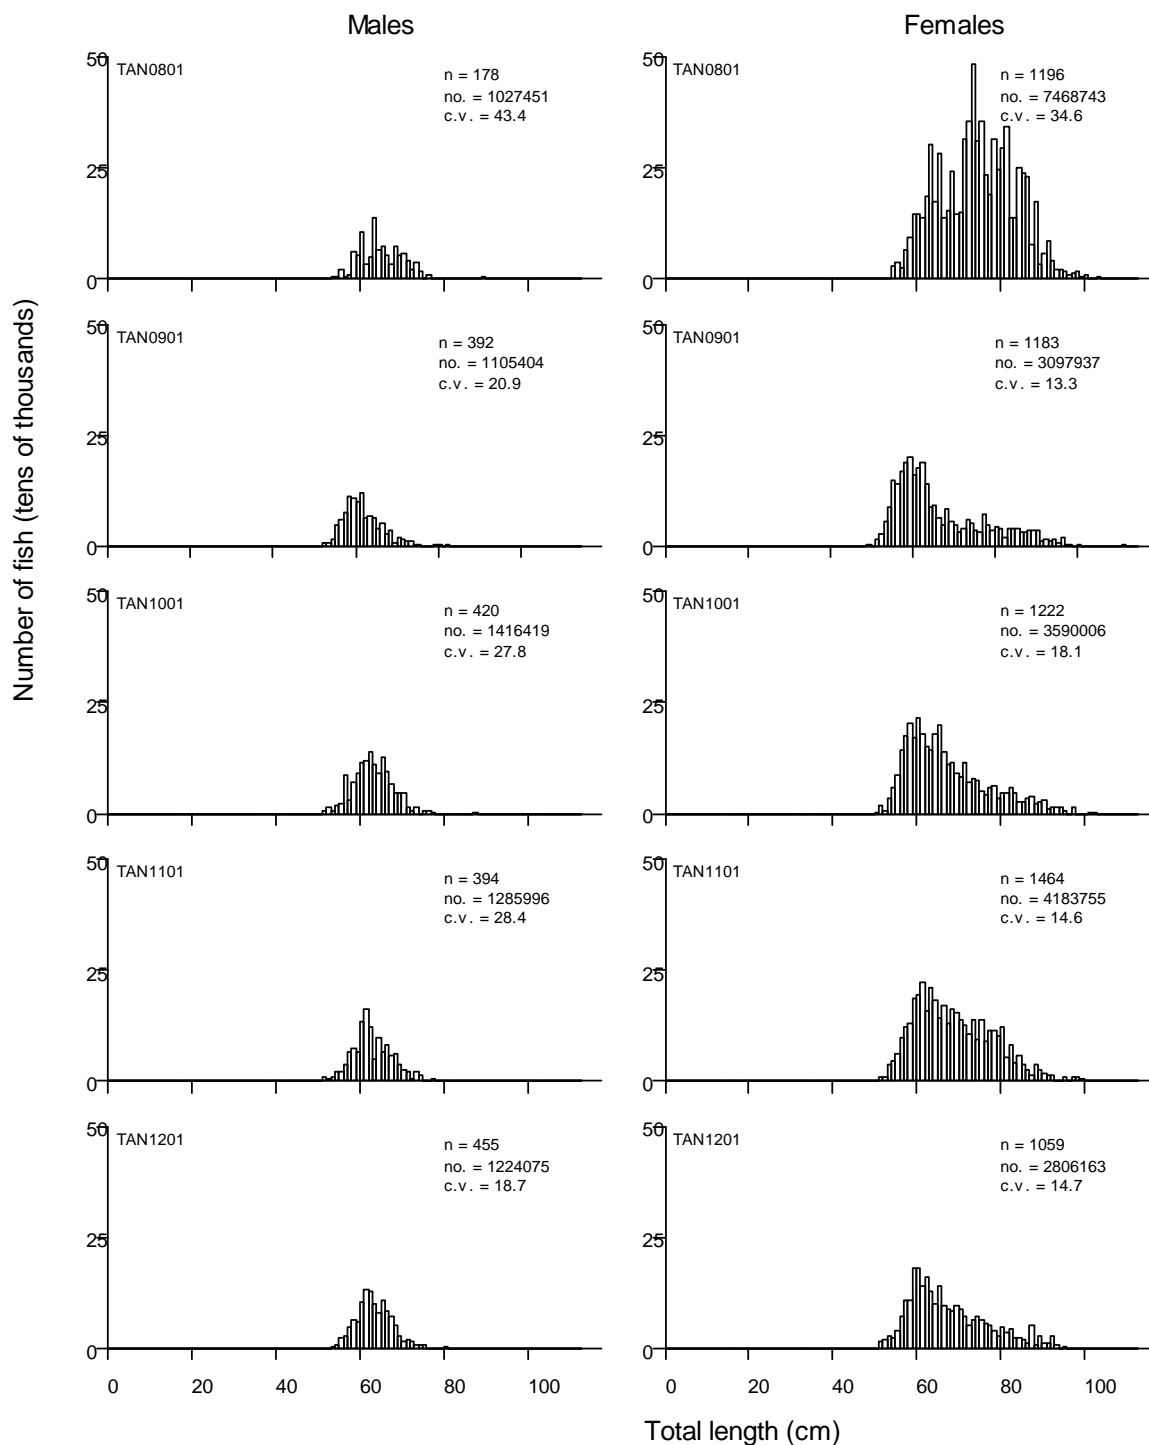 Males
Females
Number of fish (tens of thousands)
50
TAN0801
n = 178
no. = 1027451
c.v. = 43.4
25
0
50
TAN0801
n = 1196
no. = 7468743
c.v. = 34.6
25
0
50
TAN0901
n = 392
no. = 1105404
c.v. = 20.9
25
0
50
TAN0901
n = 1183
no. = 3097937
c.v. = 13.3
25
0
50
TAN1001
n = 420
no. = 1416419
c.v. = 27.8
25
0
50
TAN1001
n = 1222
no. = 3590006
c.v. = 18.1
25
0
50
TAN1101
n = 394
no. = 1285996
c.v. = 28.4
25
0
50
TAN1101
n = 1464
no. = 4183755
c.v. = 14.6
25
0
50
TAN1201
n = 455
no. = 1224075
c.v. = 18.7
25
0
50
TAN1201
n = 1059
no. = 2806163
c.v. = 14.7
25
0
0 20 40 60 80 100
0 20 40 60 80 100
Total length (cm)